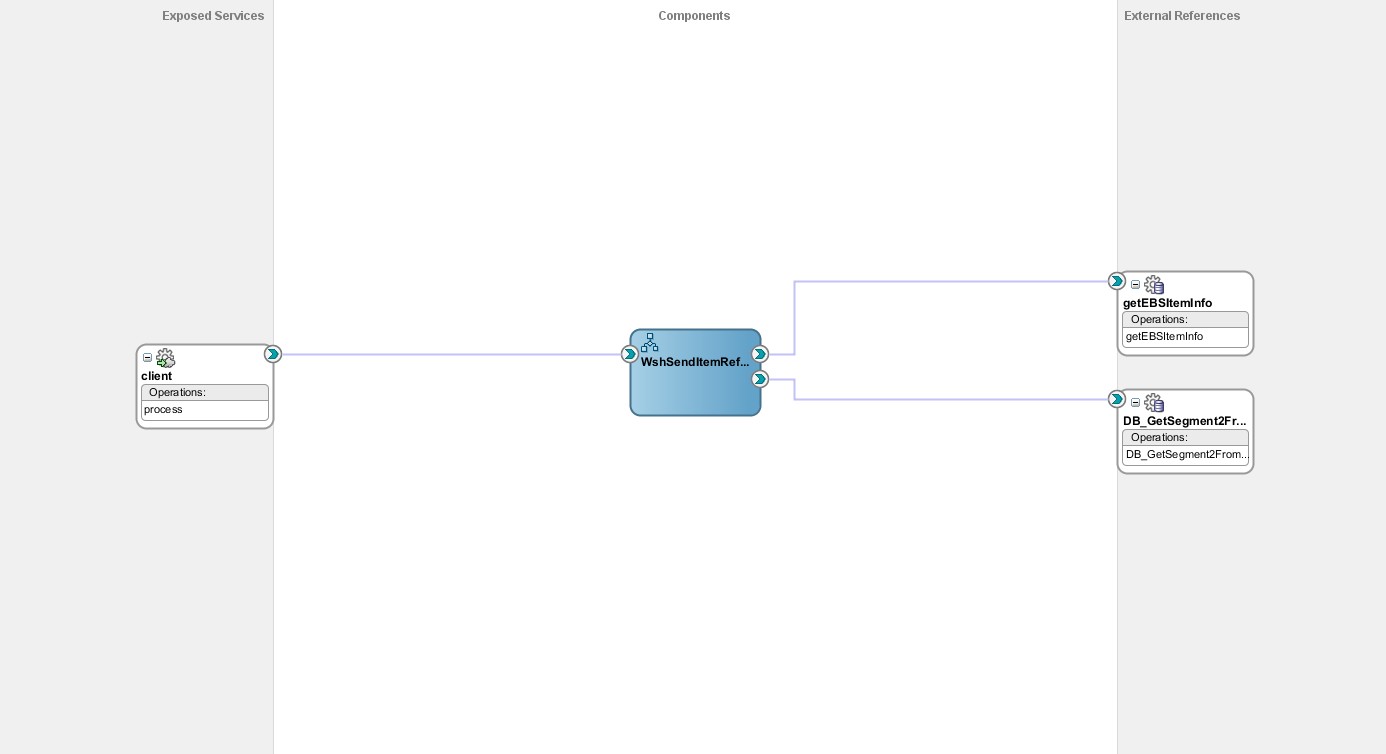 Exposed Services
Components
External References
client
Operations:
process
WshSendItemRef...
getEBSItemInfo
Operations:
getEBSItemInfo
DB_GetSegment2Fr...
Operations:
DB_GetSegment2From...